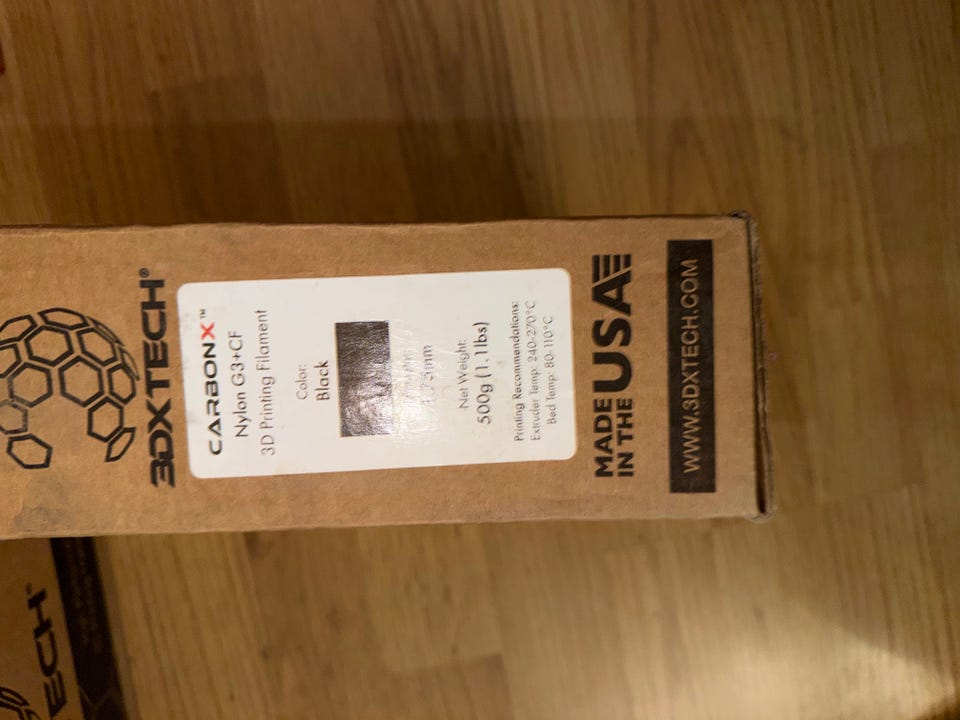 3DXTECH®
CARBONX™
Nylon G3+CF
3D Printing Filament
Color:
Black
Net Weight:
500g (1.1lbs)
Printing Recommendations:
Extruder Temp: 240-270°C
Bed Temp: 80-110°C
MADE
IN THE USA
WWW.3DXTECH.COM
ECH